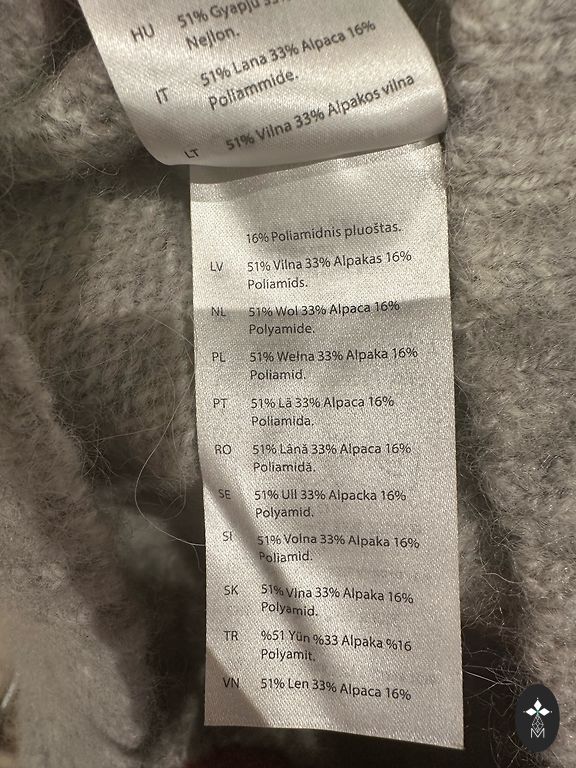 HU 51% Gyapjú 33%
Nejlon.
IT 51% Lana 33% Alpaca 16%
Poliammide.
LT 51% Vilna 33% Alpakos vilna
16% Poliamidnis pluoštas.
LV 51% Vilna 33% Alpakas 16%
Poliamids.
NL 51% Wol 33% Alpaca 16%
Polyamide.
PL 51% Wełna 33% Alpaka 16%
Poliamid.
PT 51% Lã 33% Alpaca 16%
Poliamida.
RO 51% Lână 33% Alpaca 16%
Poliamidă.
SE 51% Ull 33% Alpacka 16%
Polyamid.
SI 51% Volna 33% Alpaka 16%
Poliamid.
SK 51% Vlna 33% Alpaka 16%
Polyamid.
TR %51 Yün %33 Alpaka %16
Polyamit.
VN 51% Len 33% Alpaca 16%
M